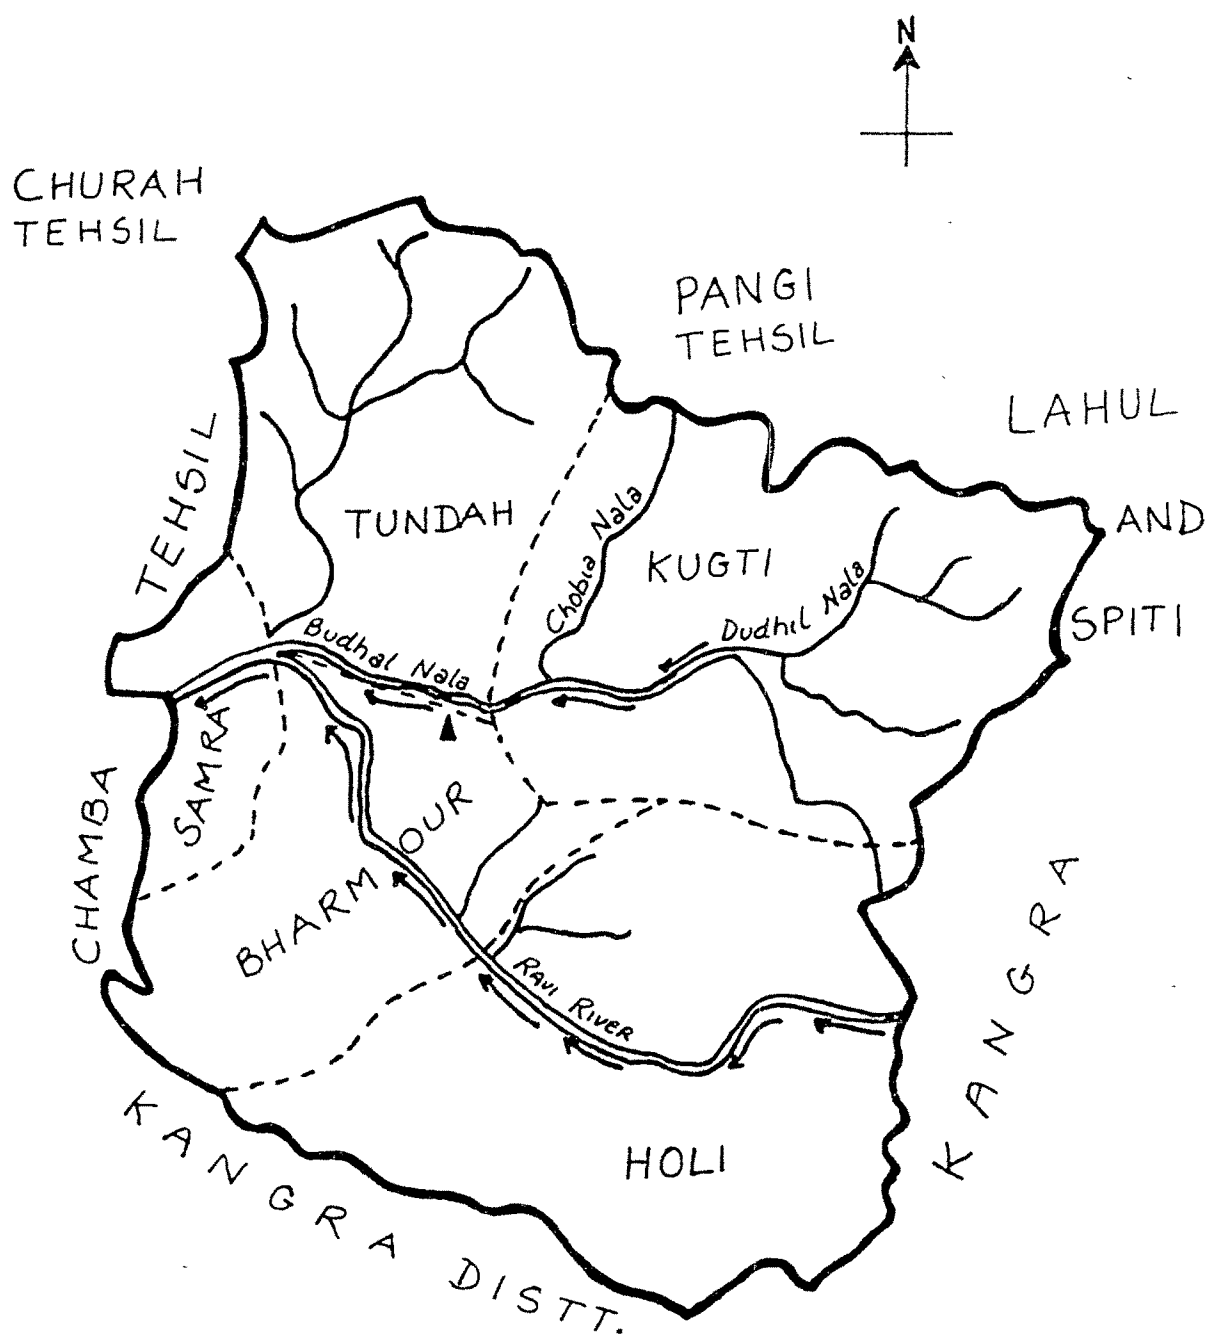 N
CHURAH
TEHSIL
PANGI
TEHSIL
LAHUL
AND
SPITI
CHAMBA TEHSIL
TUNDAH
Chobia Nala
KUGTI
Dudhil Nala
Budhal Nala
SAMRA
BHARMOUR
RAVI RIVER
HOLI
KANGRA
KANGRA DISTT.